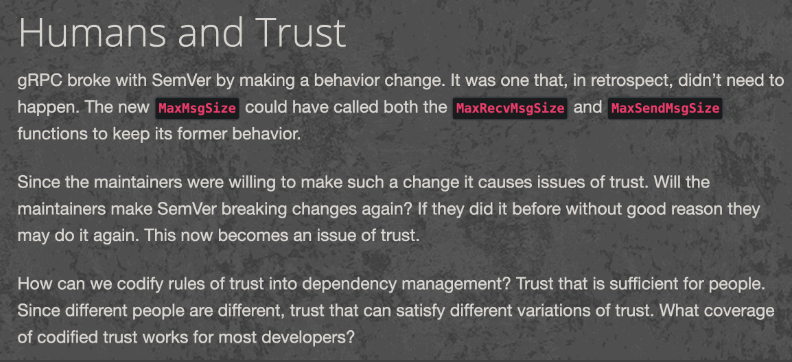 Humans and Trust
gRPC broke with SemVer by making a behavior change. It was one that, in retrospect, didn’t need to
happen. The new MaxMsgSize could have called both the MaxRecvMsgSize and MaxSendMsgSize
functions to keep its former behavior.
Since the maintainers were willing to make such a change it causes issues of trust. Will the
maintainers make SemVer breaking changes again? If they did it before without good reason they
may do it again. This now becomes an issue of trust.
How can we codify rules of trust into dependency management? Trust that is sufficient for people.
Since different people are different, trust that can satisfy different variations of trust. What coverage
of codified trust works for most developers?